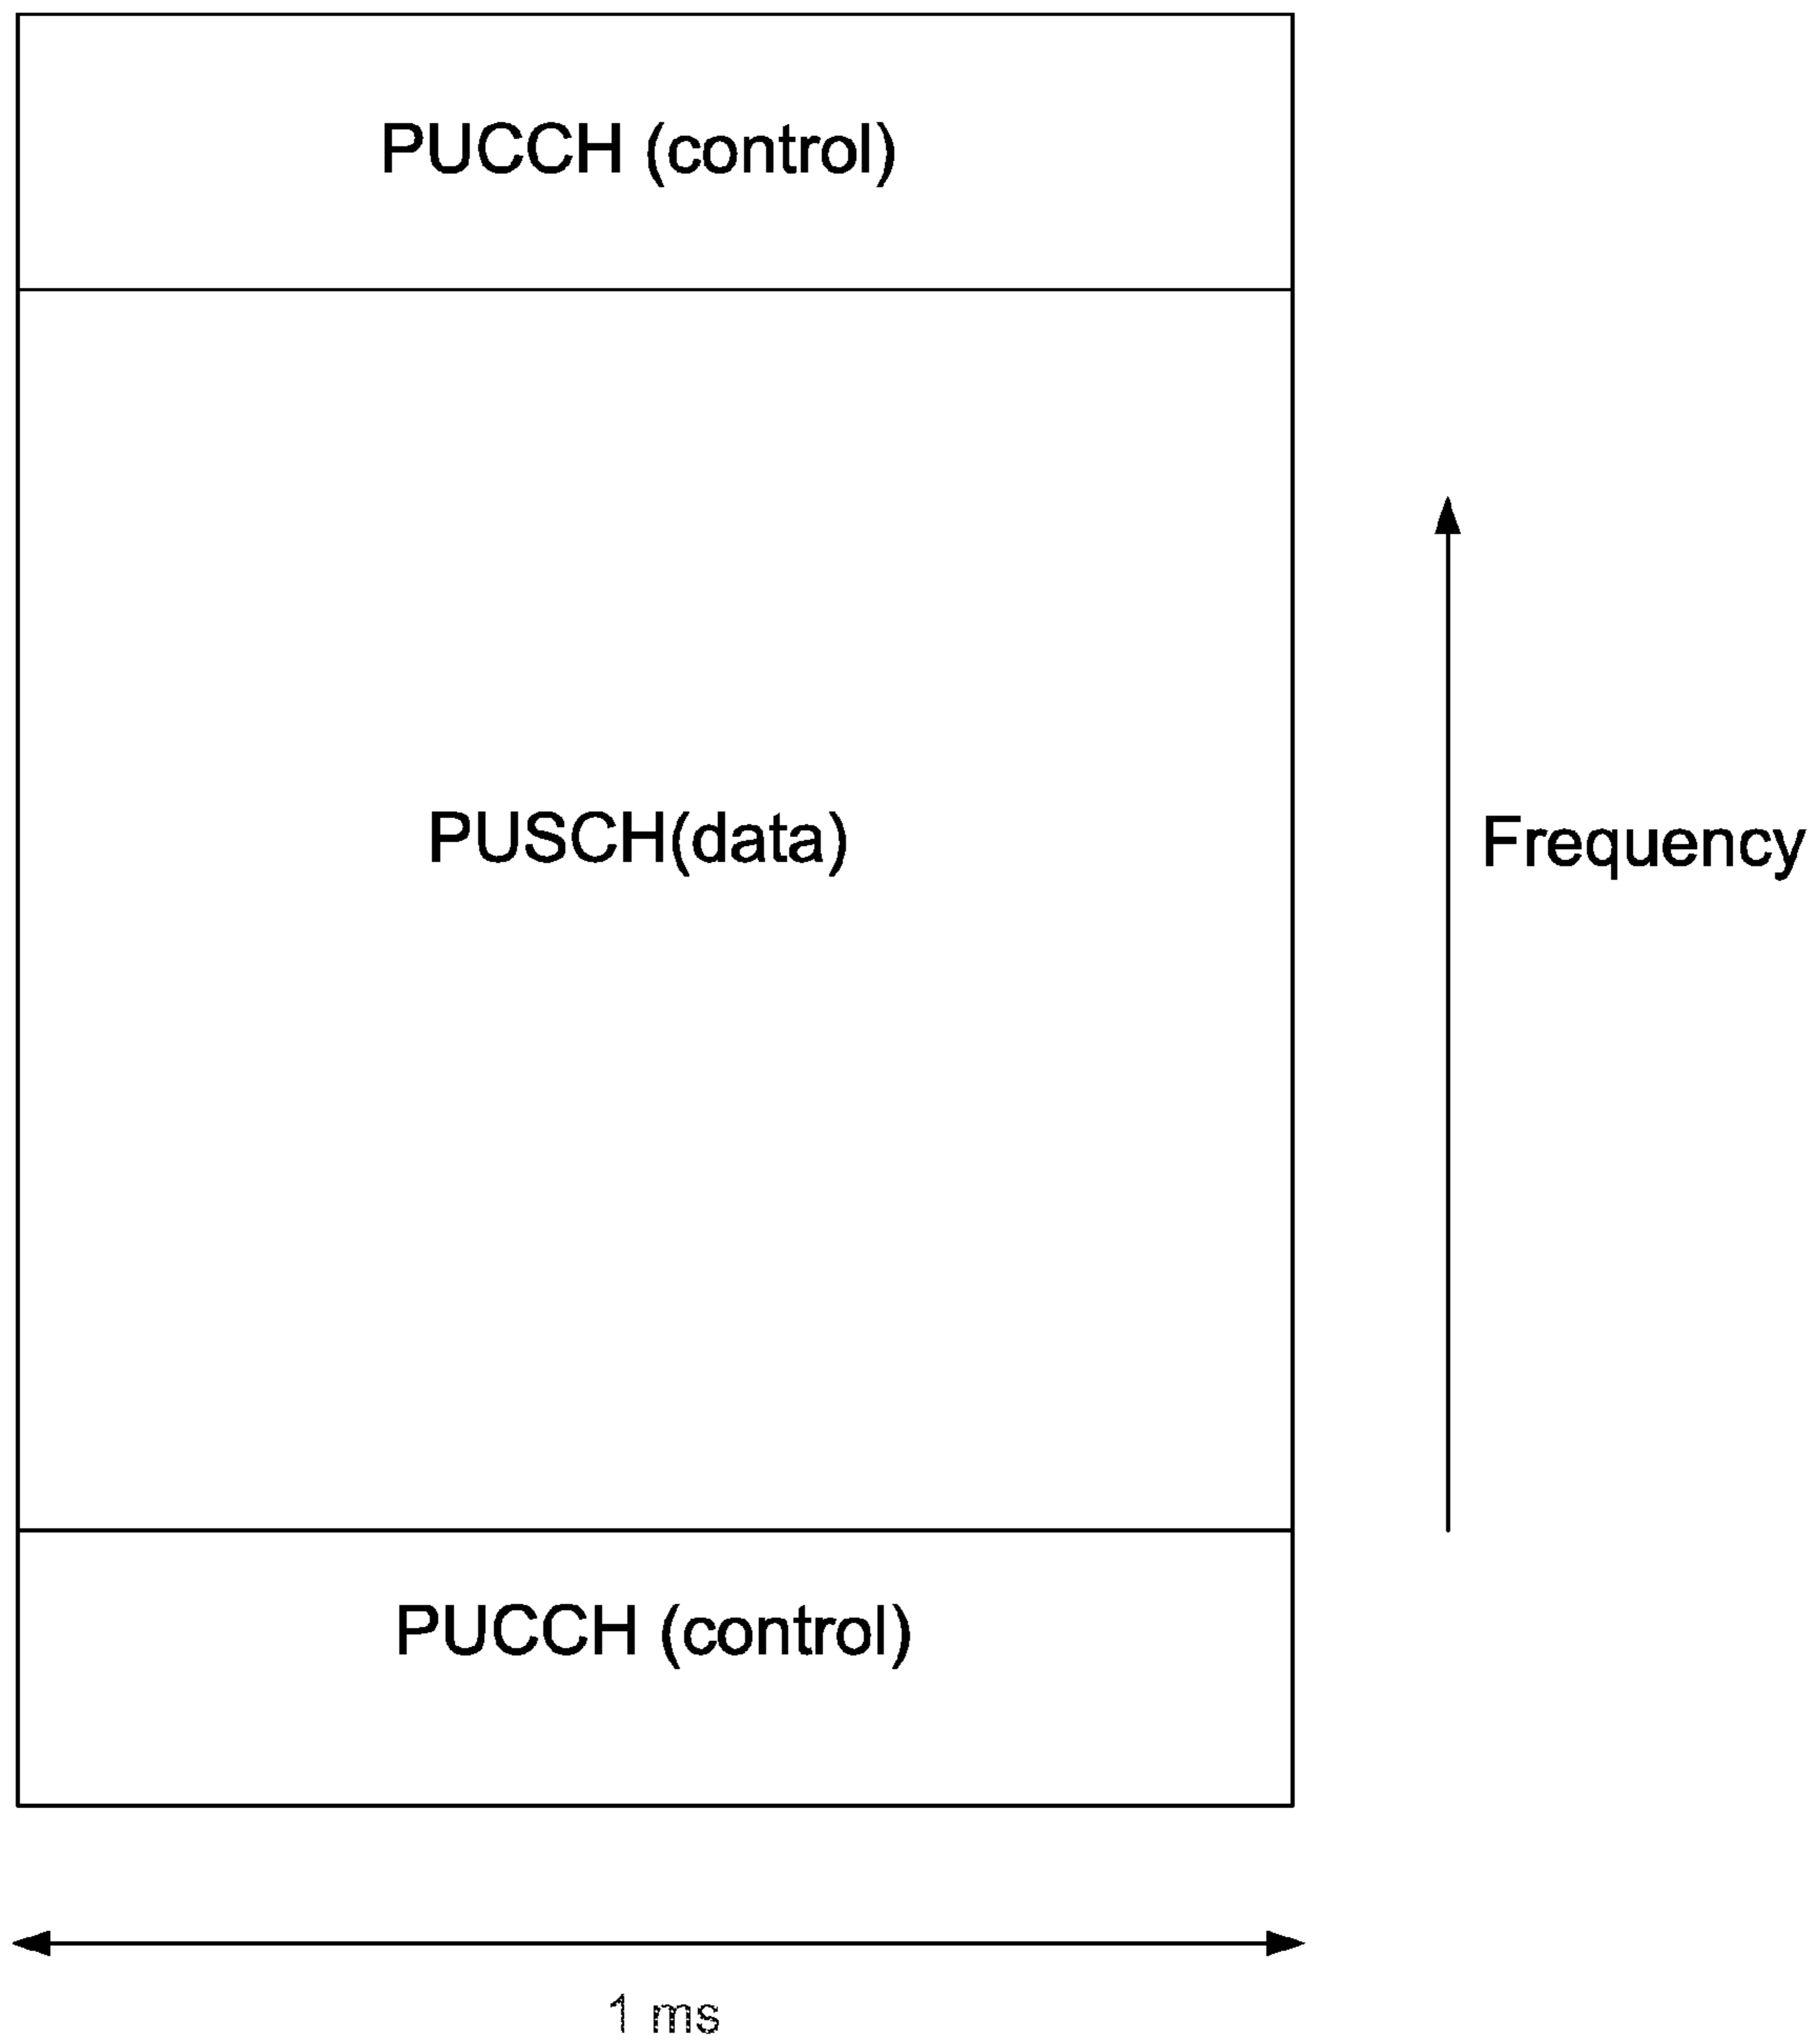 PUCCH (control)
PUSCH(data)
Frequency
PUCCH (control)
1 ms